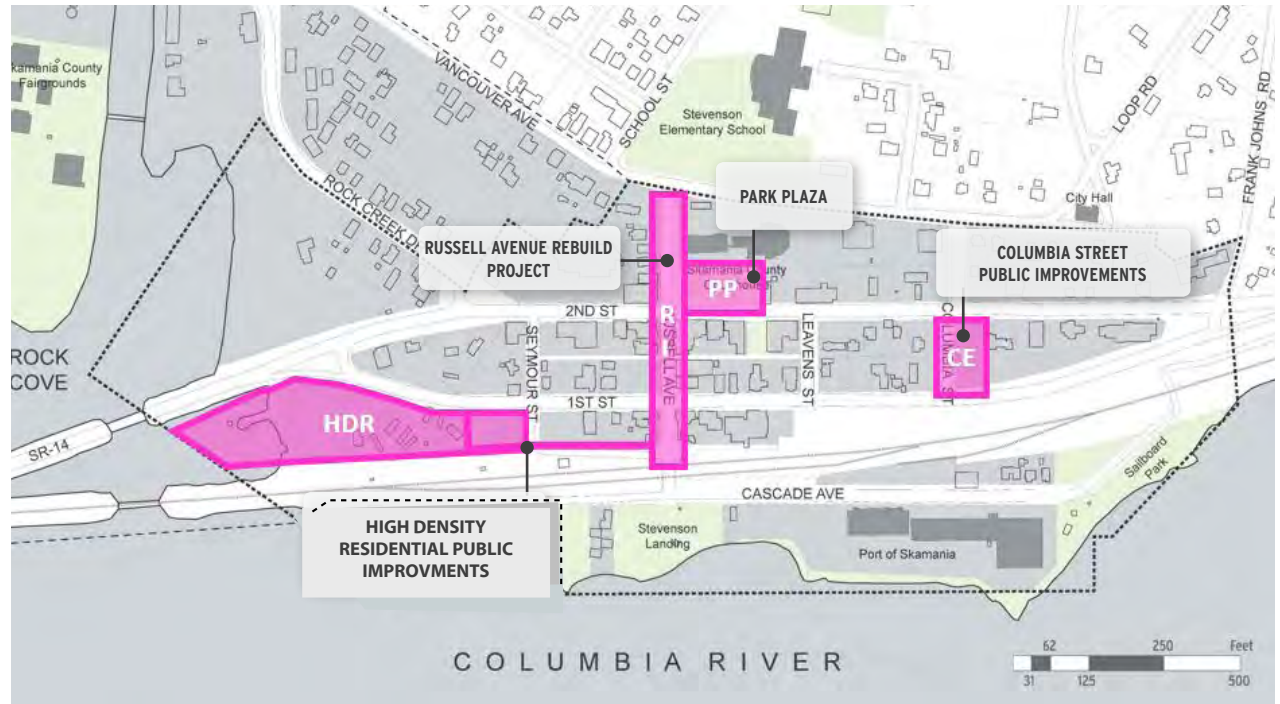 kamania County
Fairgrounds
VANCOUVER AVE
SCHOOL ST
Stevenson
Elementary School
LOOP RD
FRANK JOHNS RD
City Hall
ROCK CREEK D
PARK PLAZA
RUSSELL AVENUE REBUILD
PROJECT
COLUMBIA STREET
PUBLIC IMPROVEMENTS
Skamania County
PP
2ND ST
R
SELL AVE
SEYMOUR ST
LEAVENS ST
COLUMBIA ST
CE
ROCK
COVE
1ST ST
HDR
SR-14
CASCADE AVE
Sailboard
Park
HIGH DENSITY
RESIDENTIAL PUBLIC
IMPROVMENTS
Stevenson
Landing
Port of Skamania
COLUMBIA RIVER
62 250 Feet
31 125 500